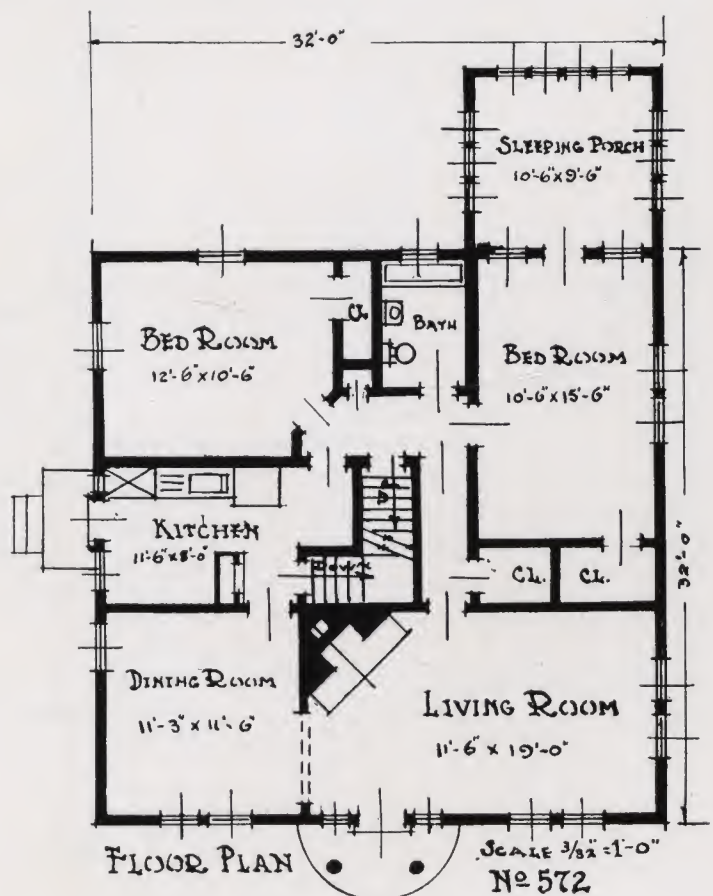 32'-0"
SLEEPING PORCH
10'-6"x9'-6"
BED ROOM
12'-6"x10'-6"
CL
BATH
BED ROOM
10'-6"x15'-6"
KITCHEN
11'-6"x8'-0"
CL.
CL.
32'-0"
DINING ROOM
11'-3" x 11'-6"
LIVING ROOM
11'-6" x 19'-0"
FLOOR PLAN
SCALE 3/32"=1'-0"
No 572